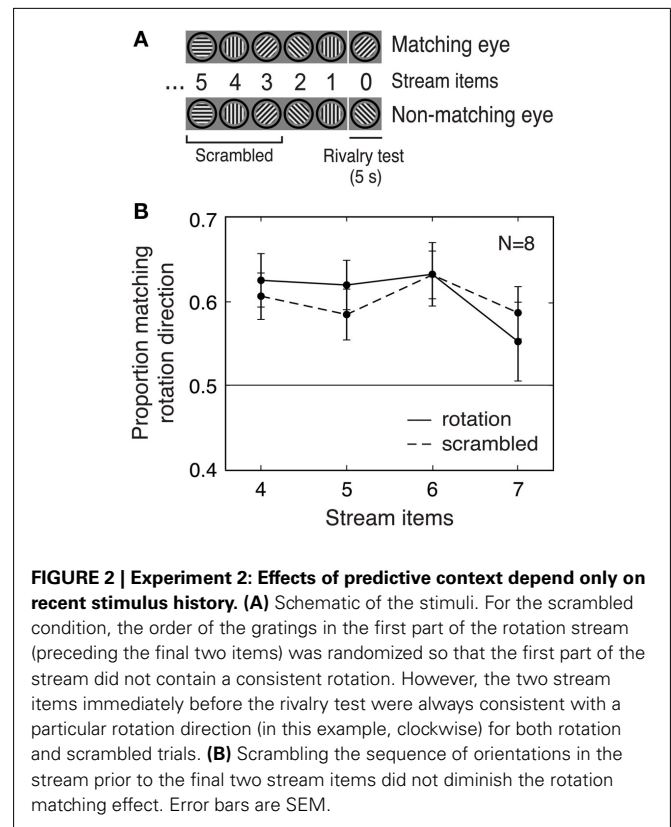 A
Matching eye
... 5 4 3 2 1 0 Stream items
Non-matching eye
Scrambled
Rivalry test
(5 s)
B
0.7
N=8
0.6
0.5
0.4
Proportion matching
rotation direction
rotation
scrambled
4 5 6 7
Stream items
FIGURE 2 | Experiment 2: Effects of predictive context depend only on
recent stimulus history. (A) Schematic of the stimuli. For the scrambled
condition, the order of the gratings in the first part of the rotation stream
(preceding the final two items) was randomized so that the first part of the
stream did not contain a consistent rotation. However, the two stream
items immediately before the rivalry test were always consistent with a
particular rotation direction (in this example, clockwise) for both rotation
and scrambled trials. (B) Scrambling the sequence of orientations in the
stream prior to the final two stream items did not diminish the rotation
matching effect. Error bars are SEM.